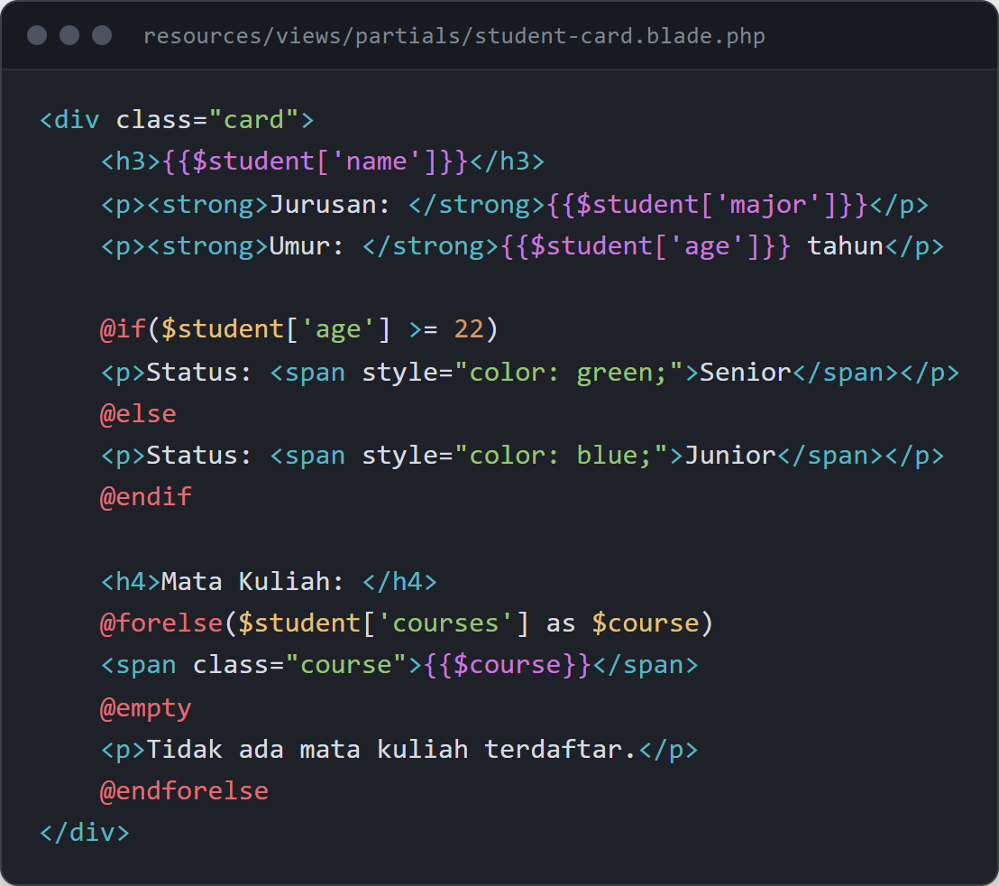 resources/views/partials/student-card.blade.php
<div class="card">
    <h3>{{$student['name']}}</h3>
    <p><strong>Jurusan: </strong>{{$student['major']}}</p>
    <p><strong>Umur: </strong>{{$student['age']}} tahun</p>

    @if($student['age'] >= 22)
    <p>Status: <span style="color: green;">Senior</span></p>
    @else
    <p>Status: <span style="color: blue;">Junior</span></p>
    @endif

    <h4>Mata Kuliah: </h4>
    @forelse($student['courses'] as $course)
    <span class="course">{{$course}}</span>
    @empty
    <p>Tidak ada mata kuliah terdaftar.</p>
    @endforelse
</div>